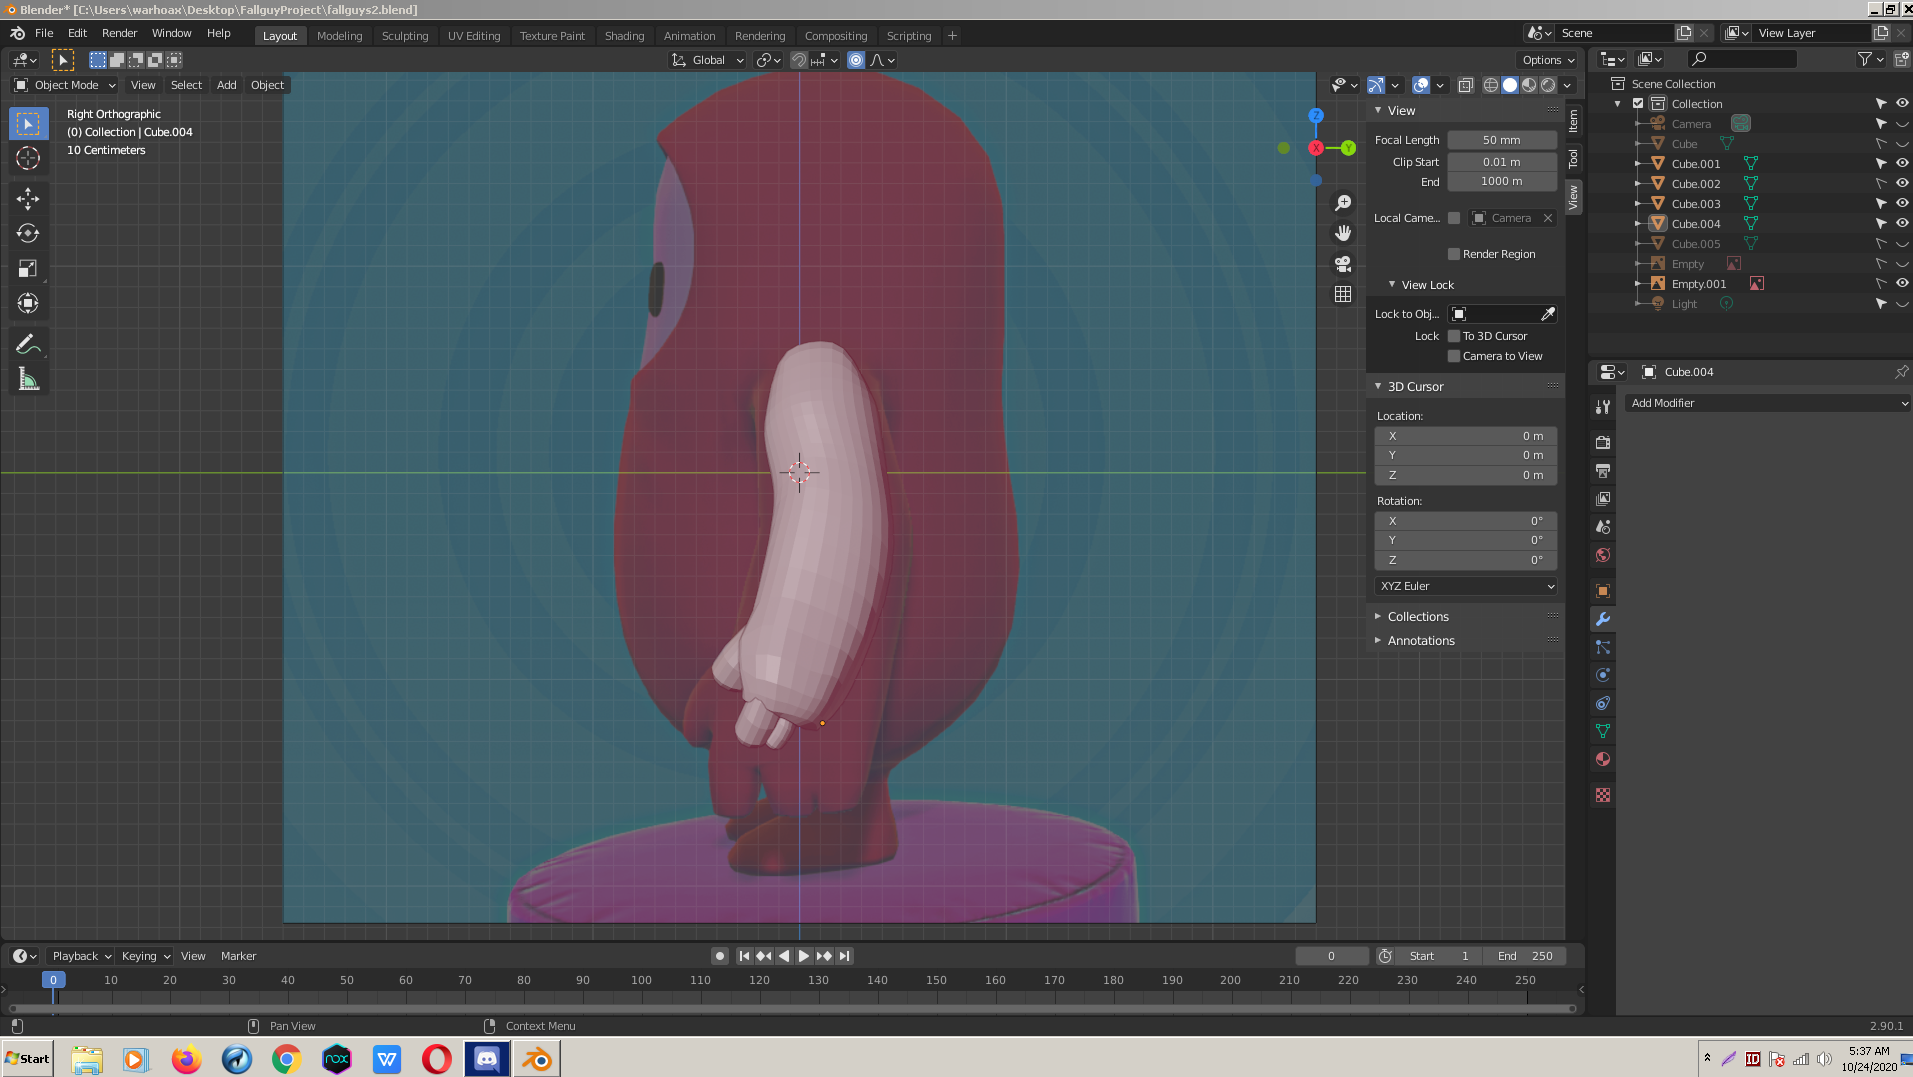 Blender* [C:\Users\warhoax\Desktop\FallguyProject\fallguys2.blend]
File Edit Render Window Help Layout Modeling Sculpting UV Editing Texture Paint Shading Animation Rendering Compositing Scripting + Scene View Layer
Global Options
Object Mode View Select Add Object
Right Orthographic
(0) Collection | Cube.004
10 Centimeters
Z
X
Y
View
Focal Length 50 mm
Clip Start 0.01 m
End 1000 m
Local Came... Camera
Render Region
View Lock
Lock to Obj...
Lock To 3D Cursor
Camera to View
3D Cursor
Location:
X 0 m
Y 0 m
Z 0 m
Rotation:
X 0°
Y 0°
Z 0°
XYZ Euler
Collections
Annotations
Item
Tool
View
Scene Collection
Collection
Camera
Cube
Cube.001
Cube.002
Cube.003
Cube.004
Cube.005
Empty
Empty.001
Light
Cube.004
Add Modifier
Playback Keying View Marker 0 Start 1 End 250
0 10 20 30 40 50 60 70 80 90 100 110 120 130 140 150 160 170 180 190 200 210 220 230 240 250
Pan View Context Menu 2.90.1
Start nox W ID 5:37 AM
10/24/2020